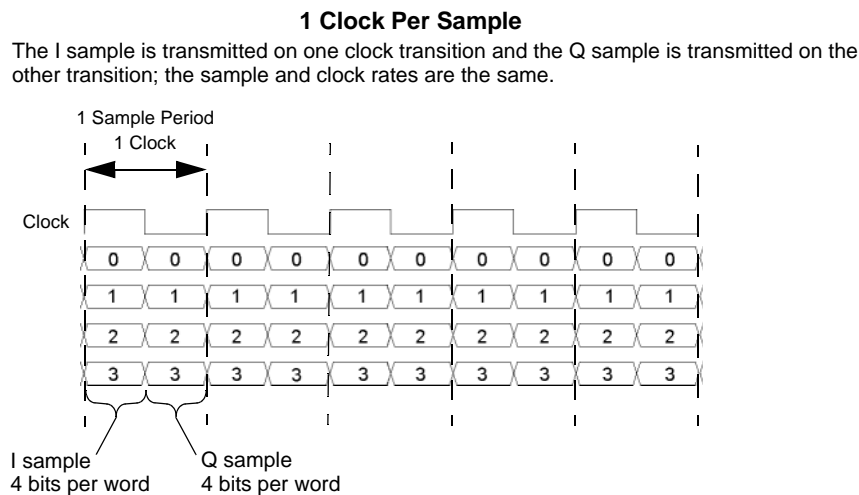 1 Clock Per Sample
The I sample is transmitted on one clock transition and the Q sample is transmitted on the
other transition; the sample and clock rates are the same.
1 Sample Period
1 Clock
Clock
0 0 0 0 0 0 0 0 0 0
1 1 1 1 1 1 1 1 1 1
2 2 2 2 2 2 2 2 2 2
3 3 3 3 3 3 3 3 3 3
I sample Q sample
4 bits per word 4 bits per word